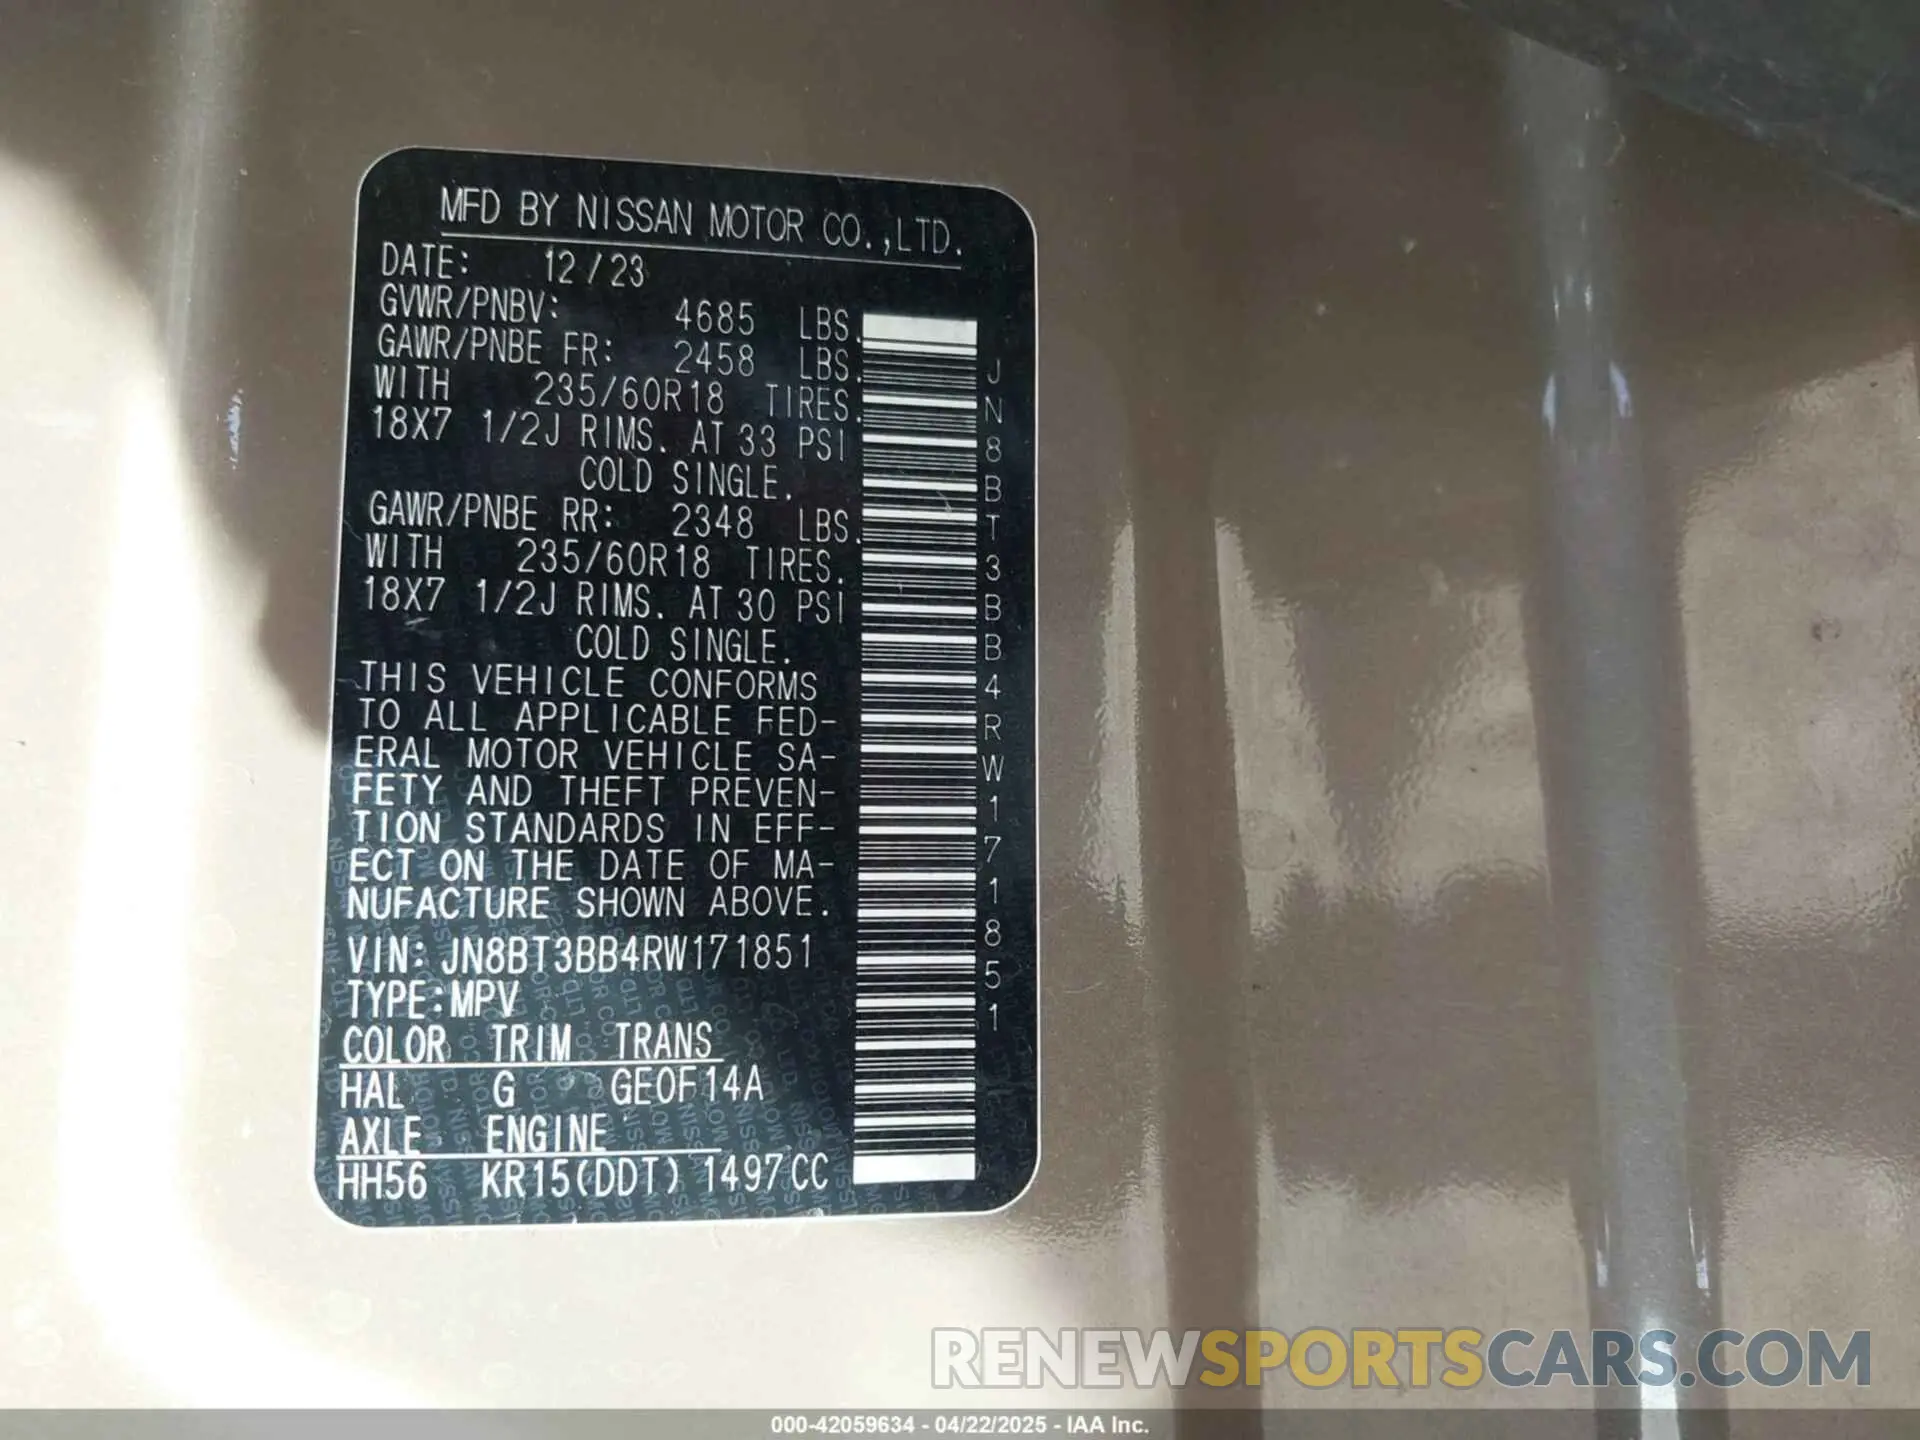 MFD BY NISSAN MOTOR CO.,LTD.
DATE: 12/23
GVWR/PNBV: 4685 LBS.
GAWR/PNBE FR: 2458 LBS.
WITH 235/60R18 TIRES.
18X7 1/2J RIMS. AT 33 PSI
COLD SINGLE.
GAWR/PNBE RR: 2348 LBS.
WITH 235/60R18 TIRES.
18X7 1/2J RIMS. AT 30 PSI
COLD SINGLE.
THIS VEHICLE CONFORMS
TO ALL APPLICABLE FED-
ERAL MOTOR VEHICLE SA-
FETY AND THEFT PREVEN-
TION STANDARDS IN EFF-
ECT ON THE DATE OF MA-
NUFACTURE SHOWN ABOVE.
VIN: JN8BT3BB4RW171851
TYPE:MPV
COLOR TRIM TRANS
HAL G GE0F14A
AXLE ENGINE
HH56 KR15(DDT) 1497CC
JN8BT3BB4RW171851
RENEWSPORTSCARS.COM
000-42059634 - 04/22/2025 - IAA Inc.